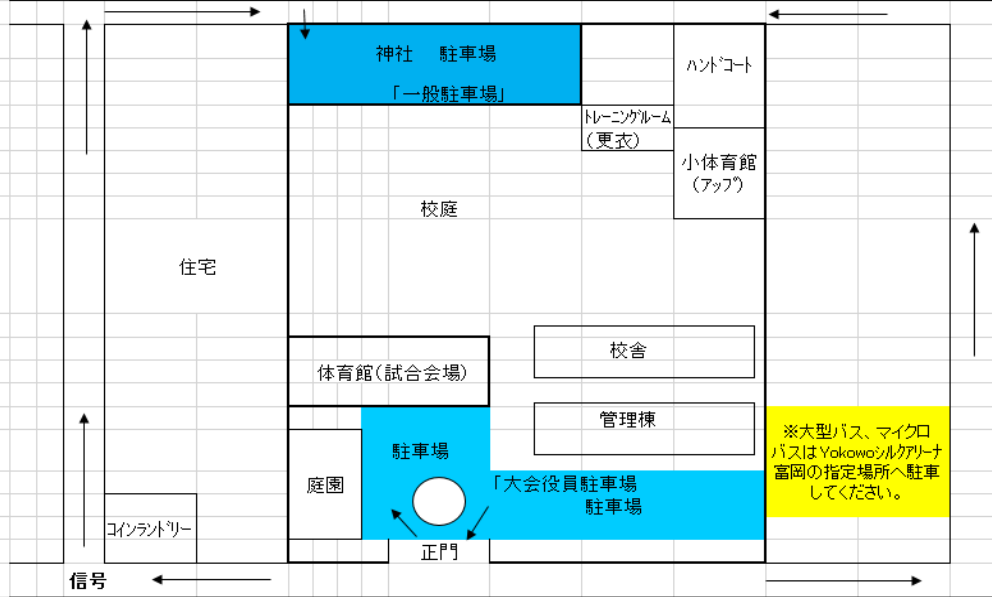 神社　駐車場
「一般駐車場」
ﾊﾝﾄﾞｺｰﾄ
ﾄﾚｰﾆﾝｸﾞﾙｰﾑ
（更衣）
小体育館
（ｱｯﾌﾟ）
校庭
住宅
校舎
体育館（試合会場）
管理棟
駐車場
※大型バス、マイクロ
バスはYokowoｼﾙｸｱﾘｰﾅ
富岡の指定場所へ駐車
してください。
庭園
「大会役員駐車場
駐車場
ｺｲﾝﾗﾝﾄﾞﾘｰ
正門
信号